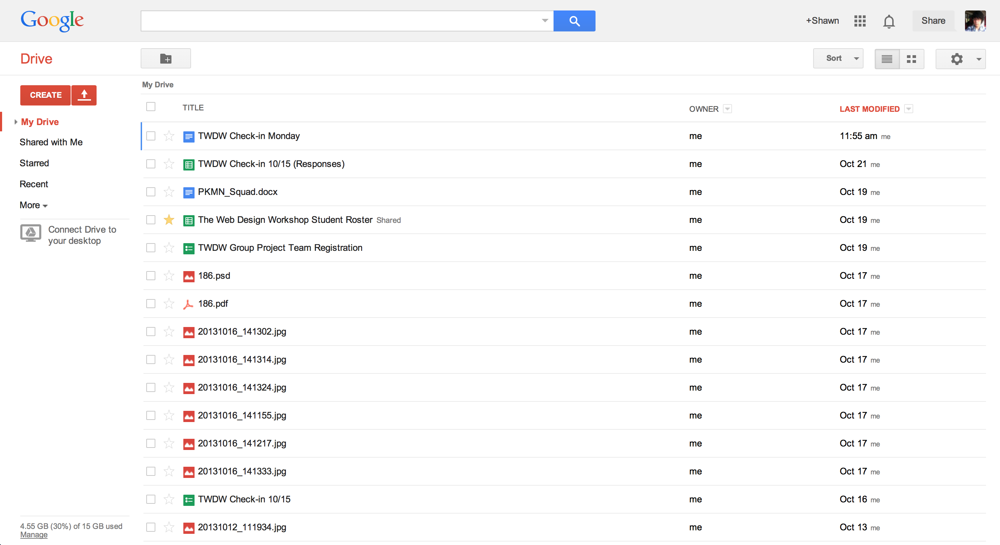 Google
+Shawn
Share
Drive
Sort
CREATE
My Drive
Shared with Me
Starred
Recent
More
Connect Drive to
your desktop
4.55 GB (30%) of 15 GB used
Manage
My Drive
TITLE OWNER LAST MODIFIED
TWDW Check-in Monday me 11:55 am me
TWDW Check-in 10/15 (Responses) me Oct 21 me
PKMN_Squad.docx me Oct 19 me
The Web Design Workshop Student Roster Shared me Oct 19 me
TWDW Group Project Team Registration me Oct 19 me
186.psd me Oct 17 me
186.pdf me Oct 17 me
20131016_141302.jpg me Oct 17 me
20131016_141314.jpg me Oct 17 me
20131016_141324.jpg me Oct 17 me
20131016_141155.jpg me Oct 17 me
20131016_141217.jpg me Oct 17 me
20131016_141333.jpg me Oct 17 me
TWDW Check-in 10/15 me Oct 16 me
20131012_111934.jpg me Oct 13 me